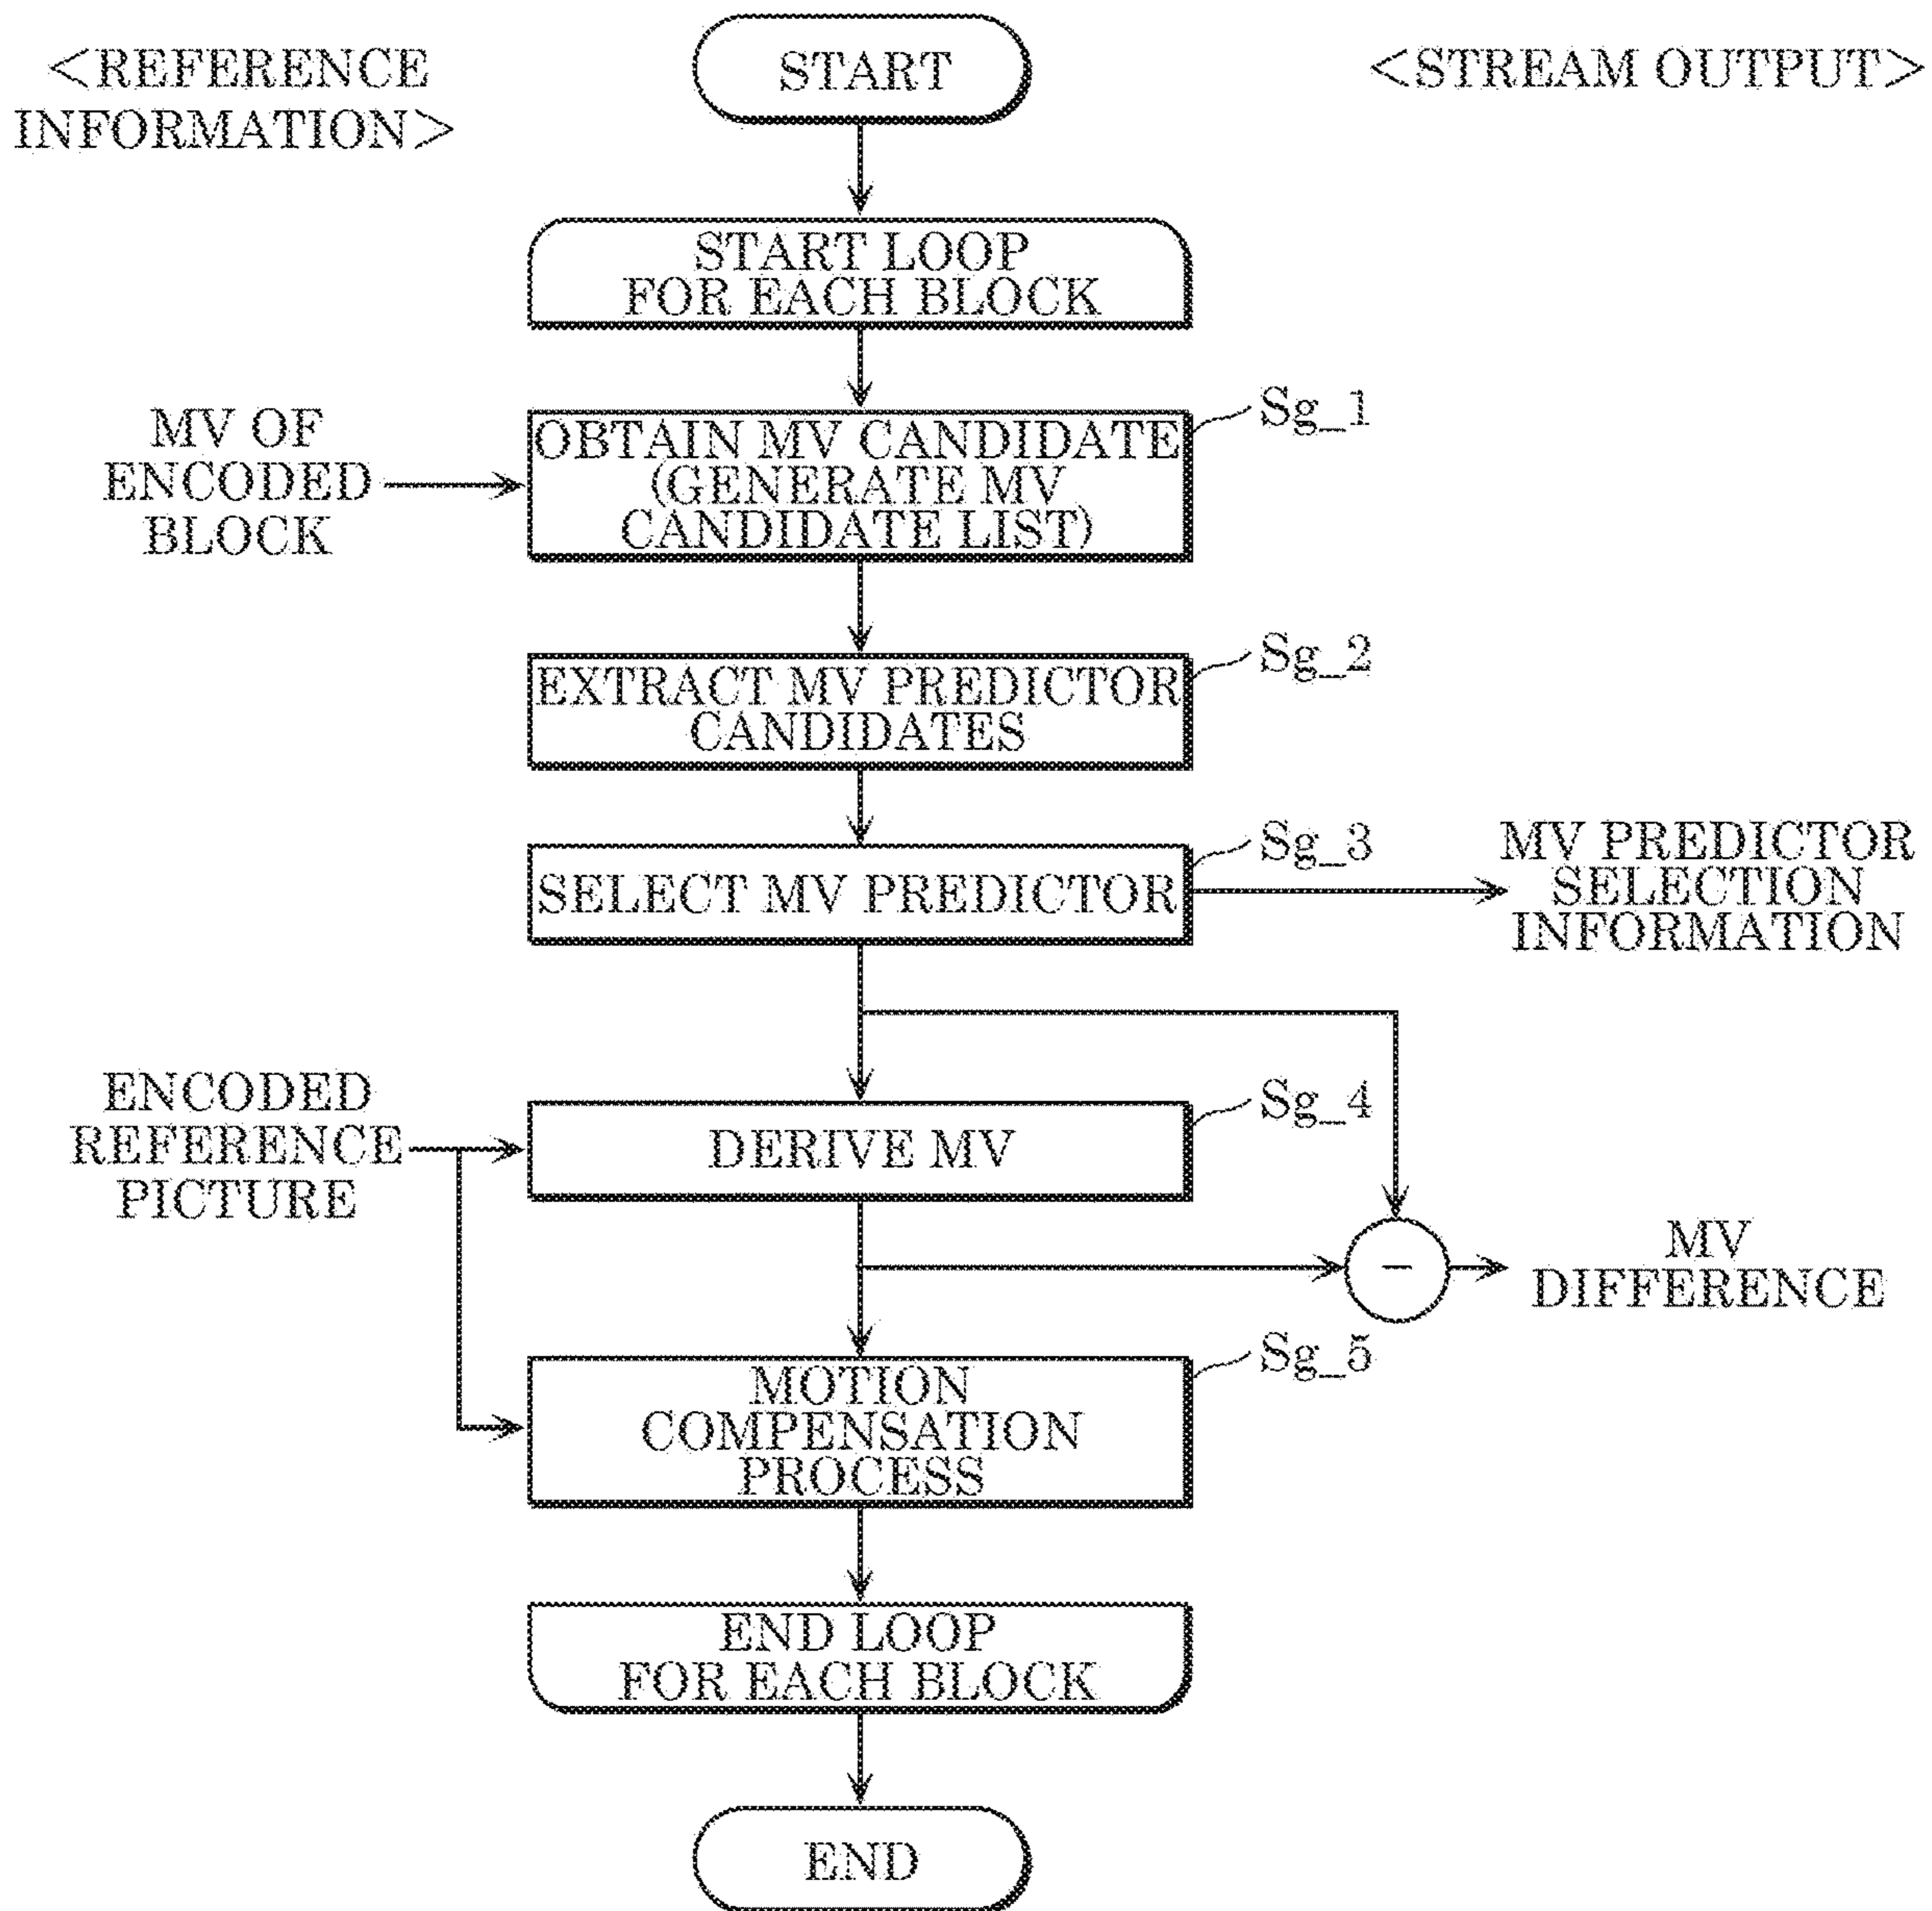 <REFERENCE
INFORMATION>
START
<STREAM OUTPUT>
START LOOP
FOR EACH BLOCK
MV OF
ENCODED
BLOCK
OBTAIN MV CANDIDATE
(GENERATE MV
CANDIDATE LIST)
Sg_1
EXTRACT MV PREDICTOR
CANDIDATES
Sg_2
SELECT MV PREDICTOR
Sg_3
MV PREDICTOR
SELECTION
INFORMATION
ENCODED
REFERENCE
PICTURE
DERIVE MV
Sg_4
−
MV
DIFFERENCE
MOTION
COMPENSATION
PROCESS
Sg_5
END LOOP
FOR EACH BLOCK
END